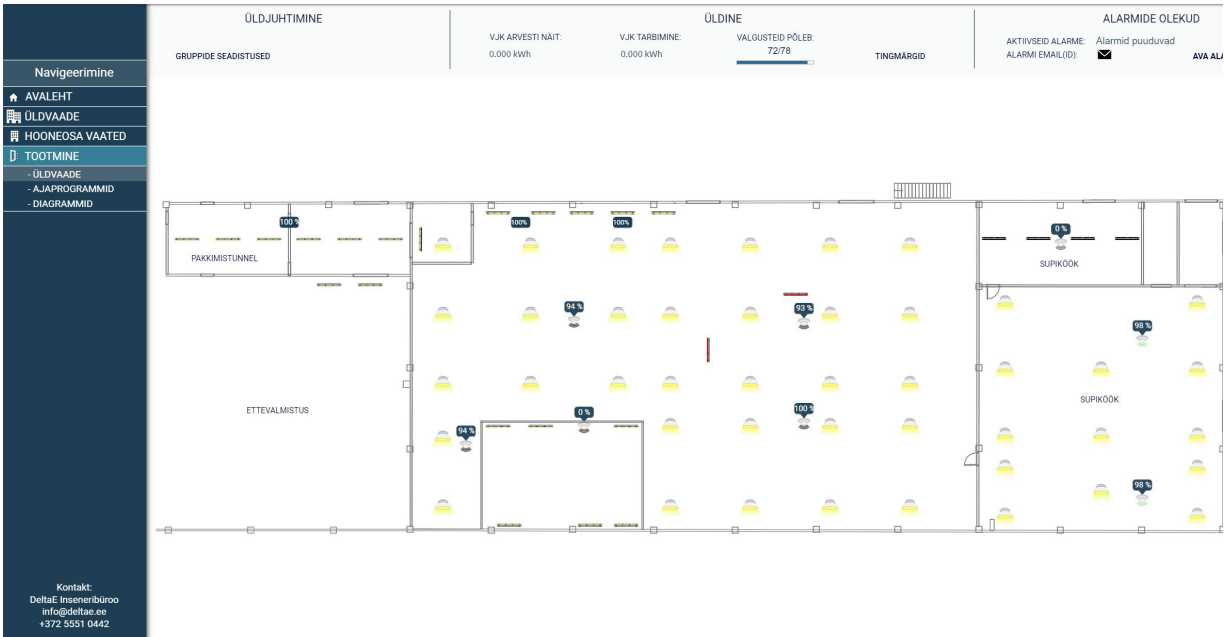 ÜLDJUHTIMINE
GRUPPIDE SEADISTUSED
ÜLDINE
VJK ARVESTI NÄIT:
0.000 kWh
VJK TARBIMINE:
0.000 kWh
VALGUSTEID PÕLEB:
72/78
TINGMÄRGID
ALARMIDE OLEKUD
AKTIIVSEID ALARME: Alarmid puuduvad
ALARMI EMAIL(ID):
AVA ALA
Navigeerimine
AVALEHT
ÜLDVAADE
HOONEOSA VAATED
TOOTMINE
- ÜLDVAADE
- AJAPROGRAMMID
- DIAGRAMMID
100 %
100%
100%
0 %
PAKKIMISTUNNEL
SUPIKÖÖK
94 %
93 %
98 %
ETTEVALMISTUS
0 %
100 %
SUPIKÖÖK
94 %
98 %
Kontakt:
DeltaE Inseneribüroo
info@deltae.ee
+372 5551 0442